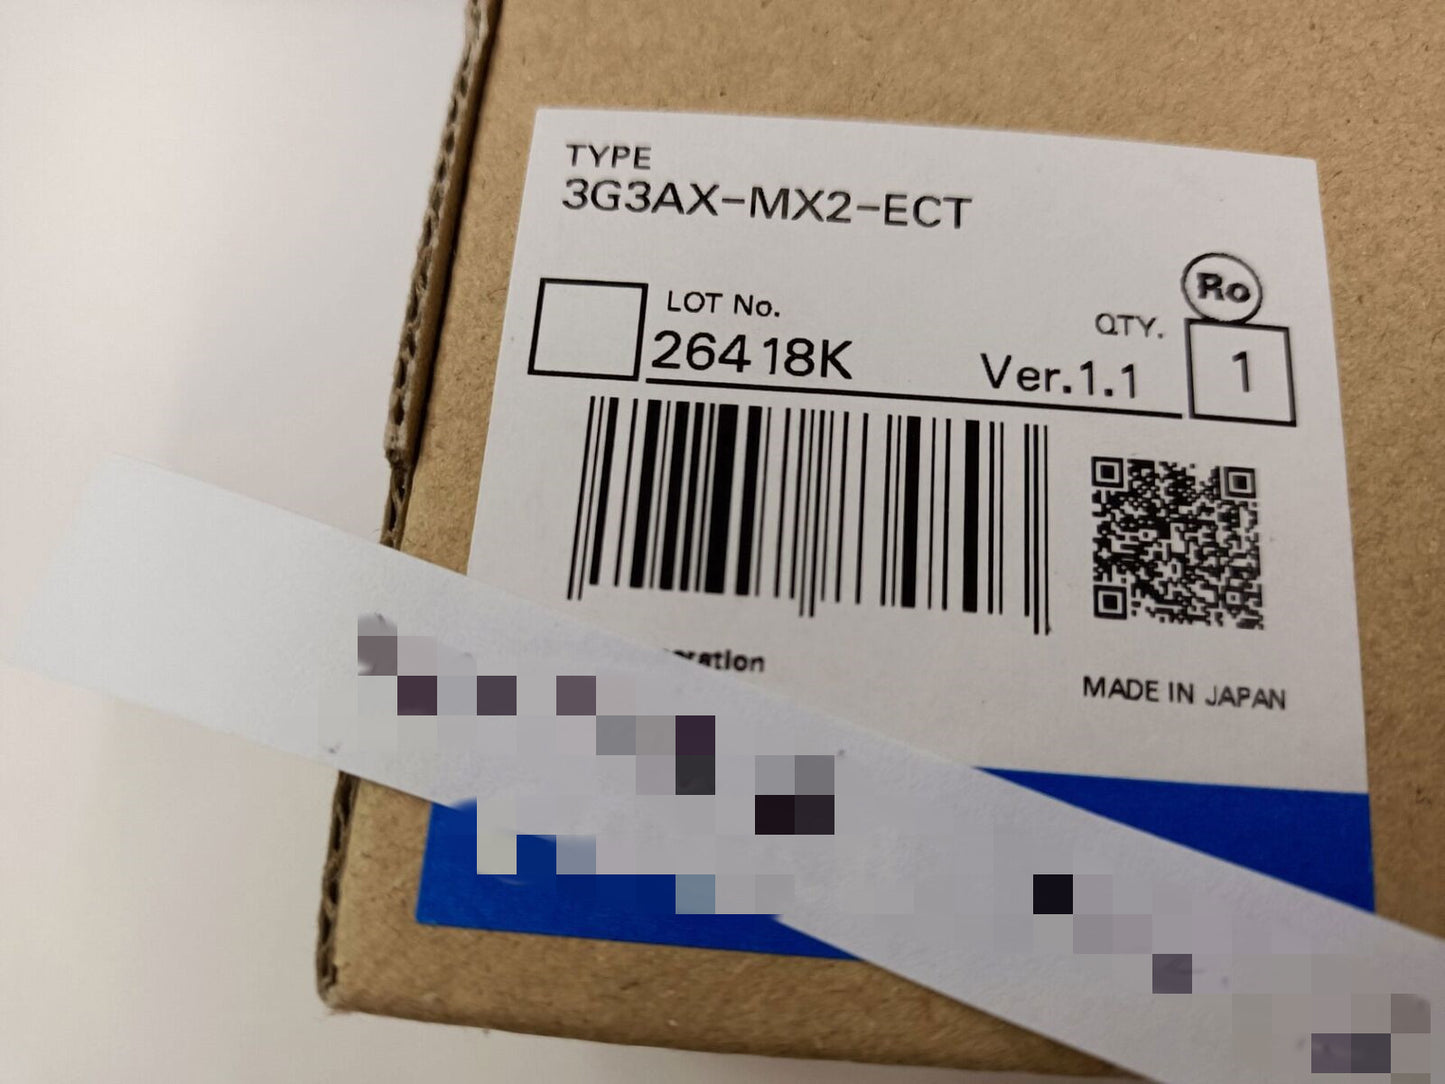 TYPE
3G3AX-MX2-ECT
Ro
LOT No.
QTY.
26418K
Ver.1.1
1
MADE IN JAPAN